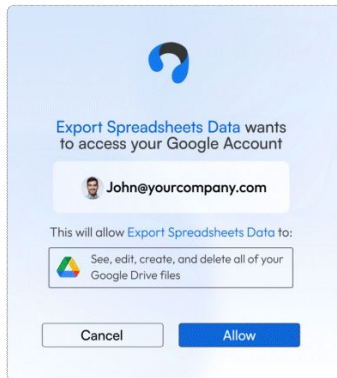 Export Spreadsheets Data wants
to access your Google Account
John@yourcompany.com
This will allow Export Spreadsheets Data to:
See, edit, create, and delete all of your
Google Drive files
Cancel
Allow